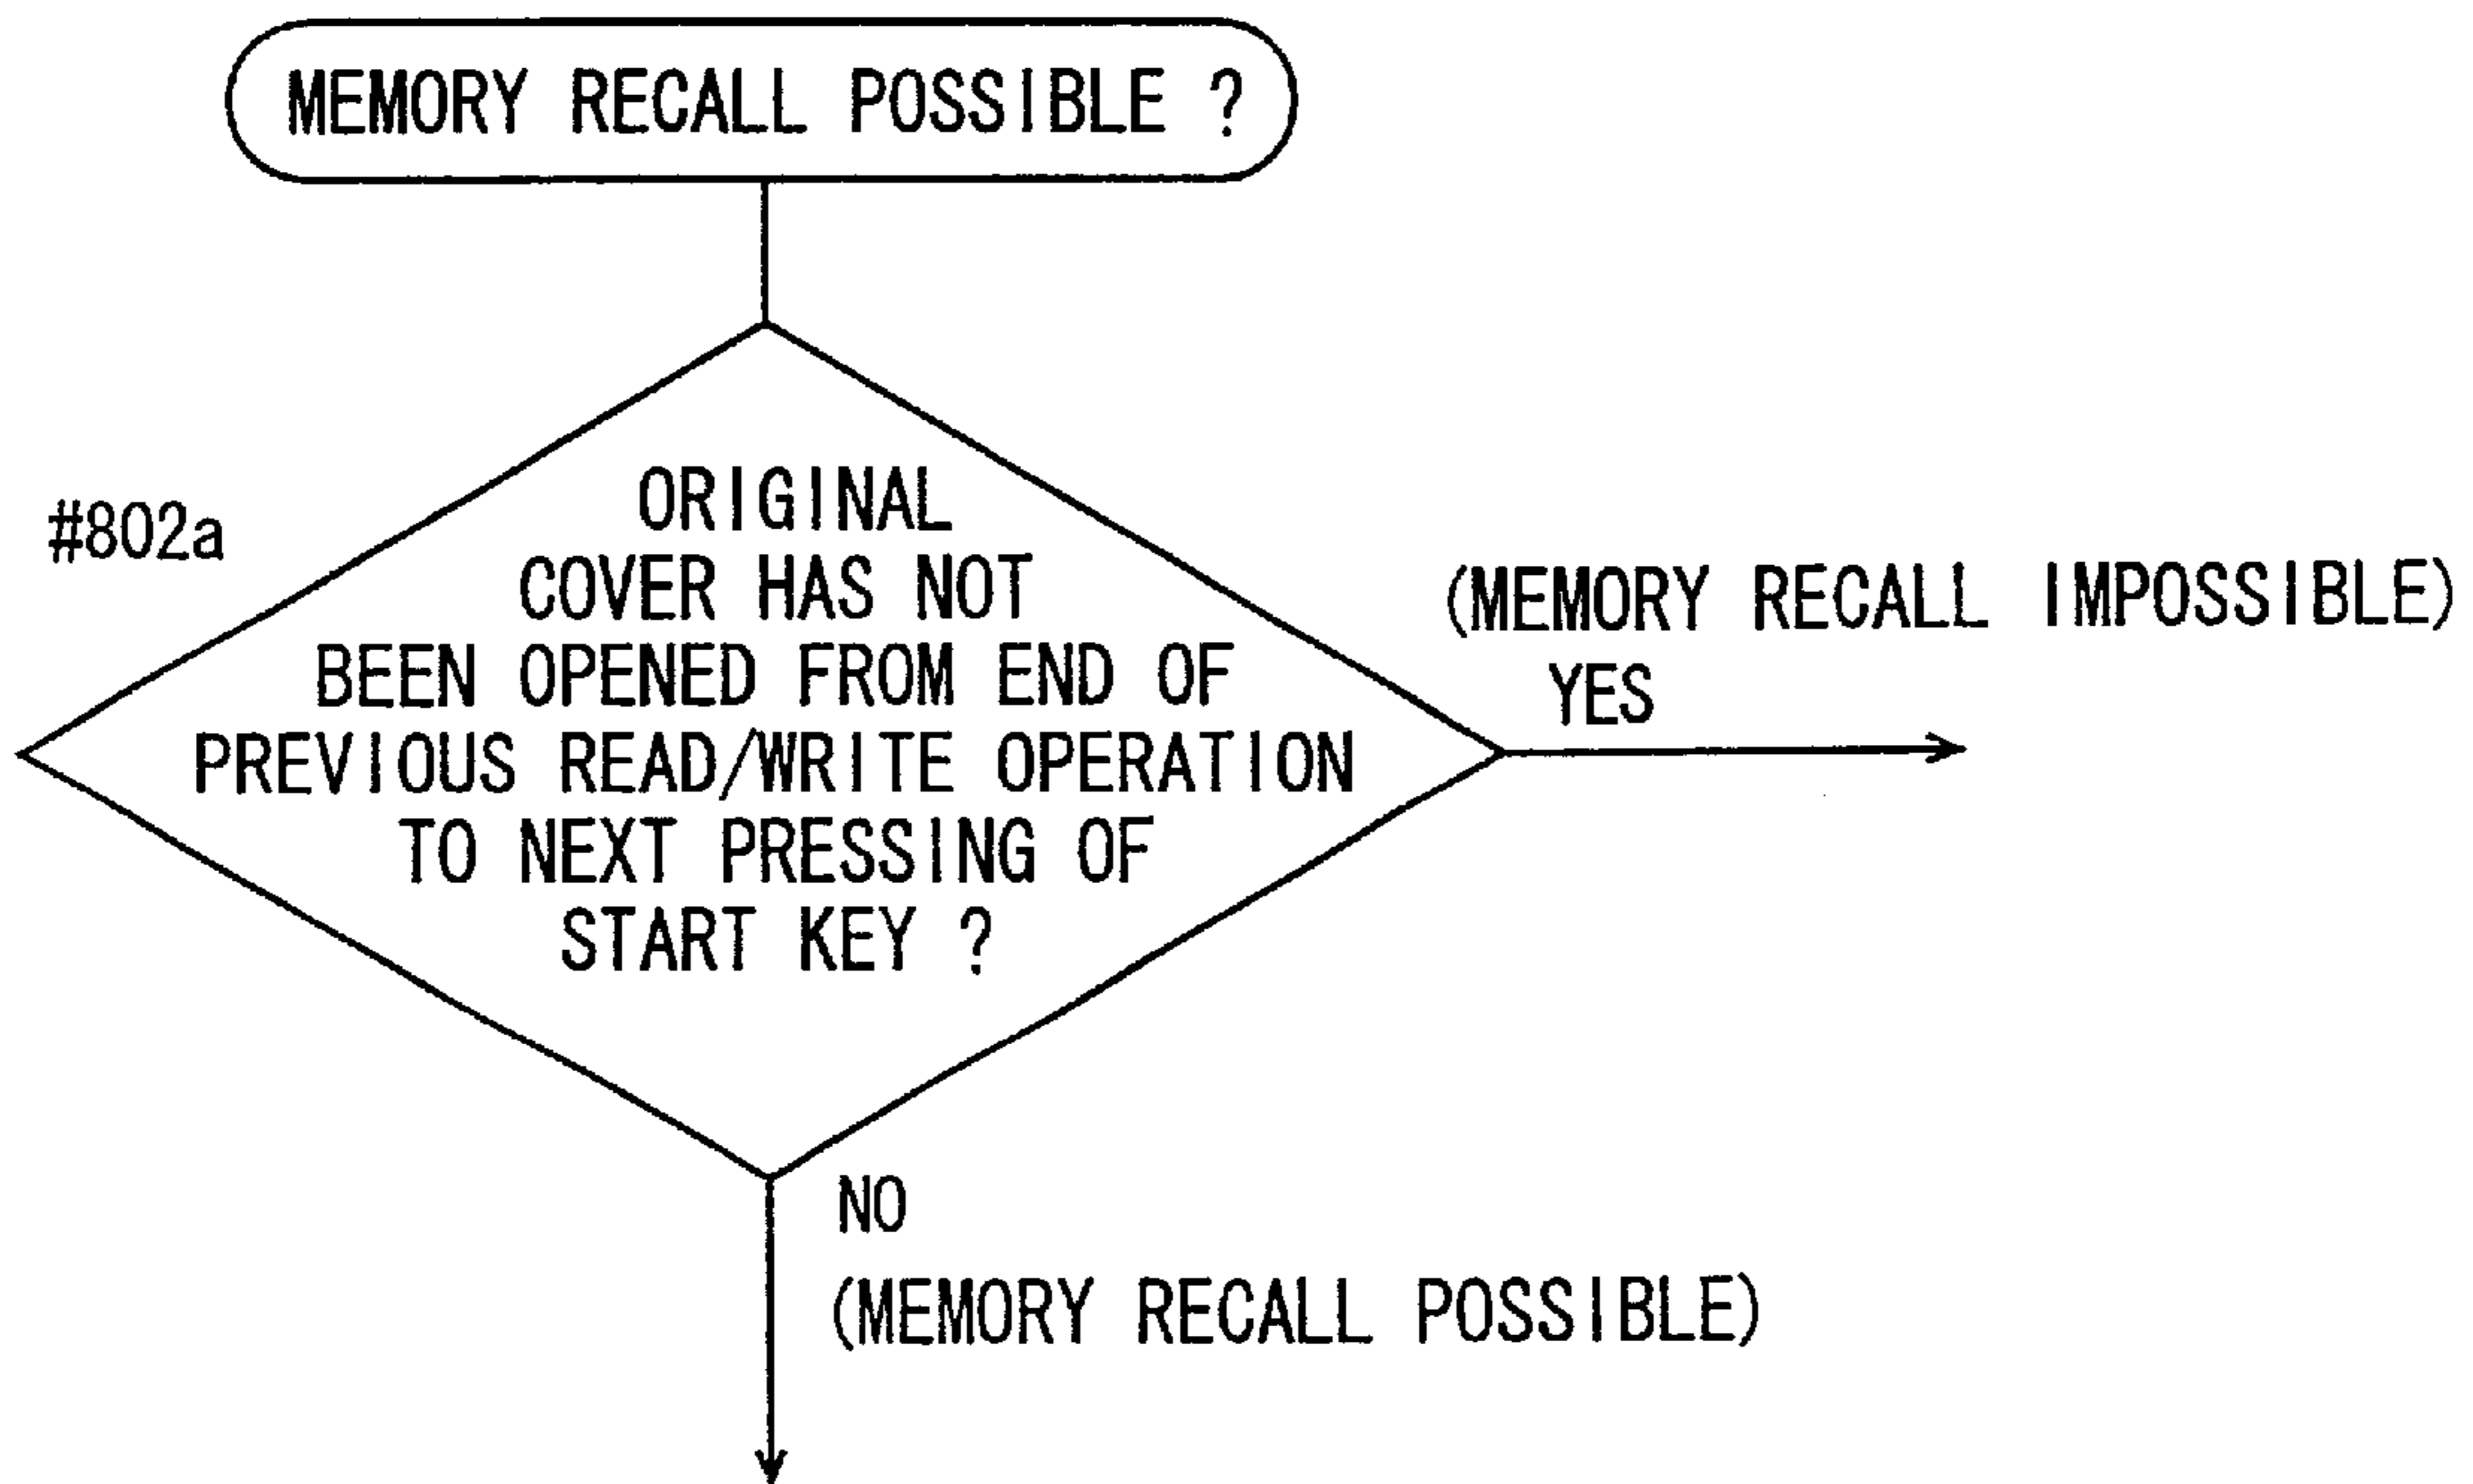 MEMORY RECALL POSSIBLE ?
#802a
ORIGINAL
COVER HAS NOT
BEEN OPENED FROM END OF
PREVIOUS READ/WRITE OPERATION
TO NEXT PRESSING OF
START KEY ?
(MEMORY RECALL IMPOSSIBLE)
YES
NO
(MEMORY RECALL POSSIBLE)